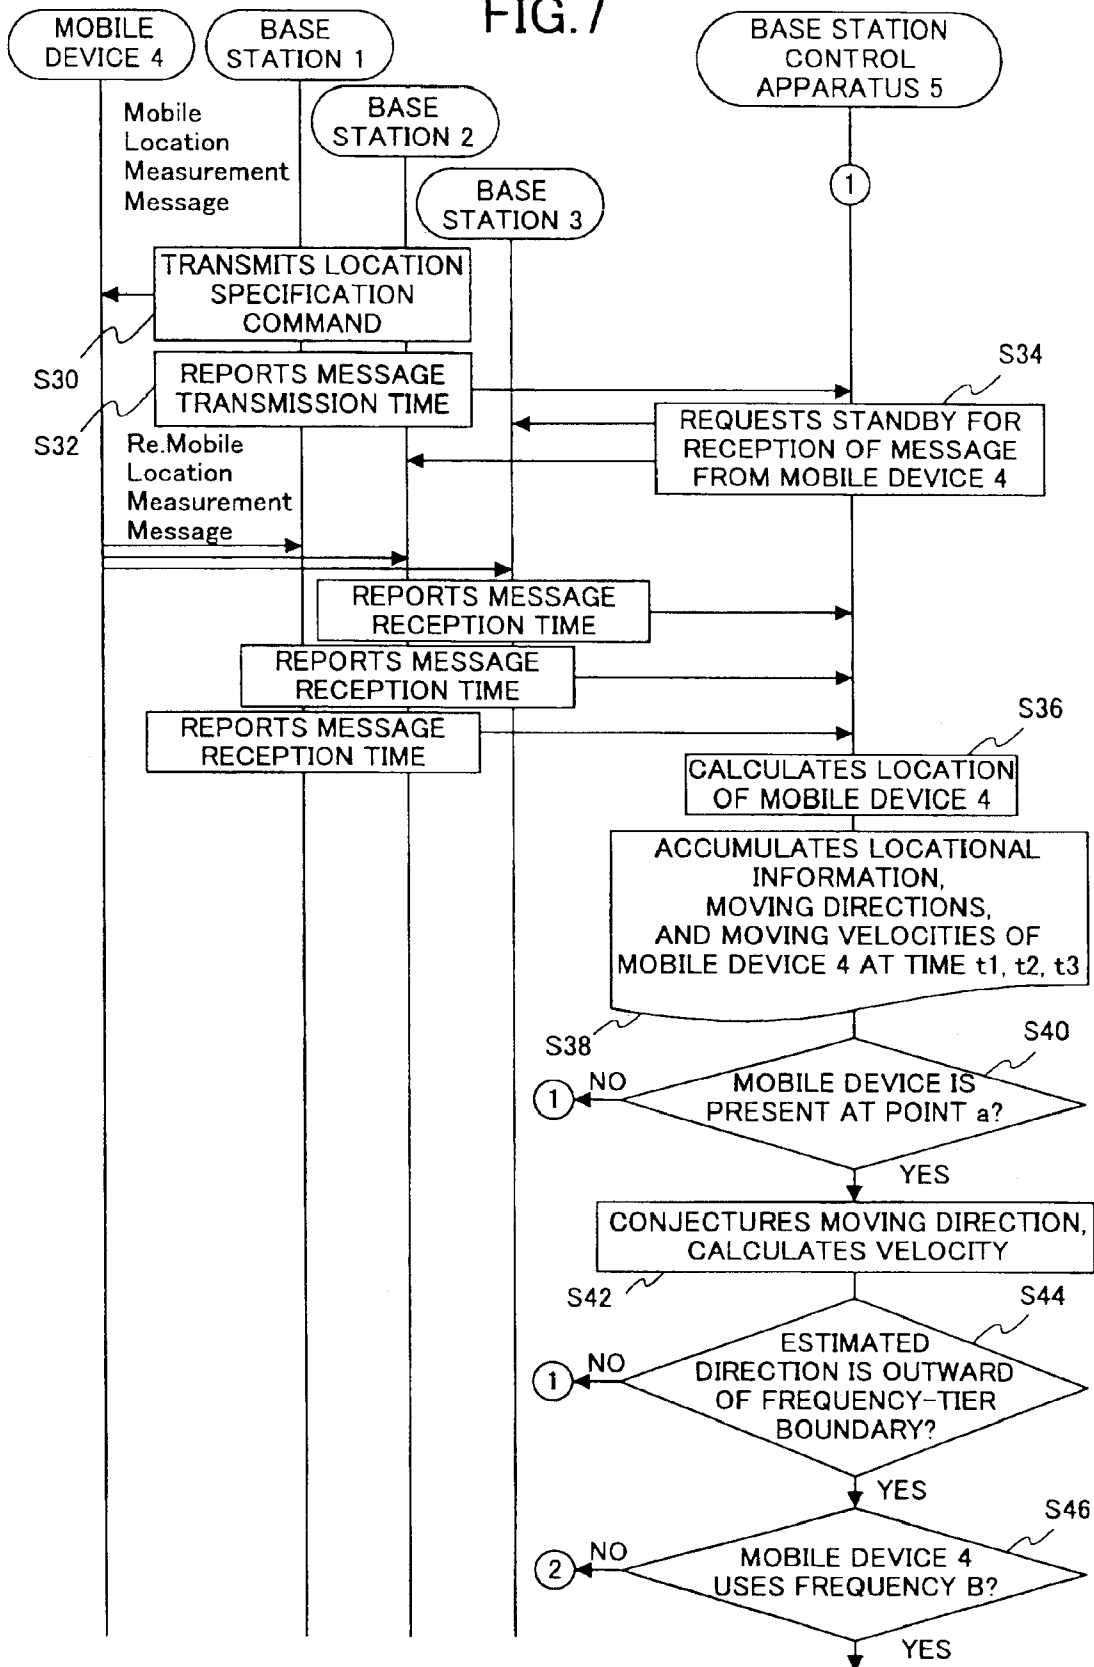 FIG.7
MOBILE
DEVICE 4
BASE
STATION 1
BASE
STATION 2
BASE
STATION 3
BASE STATION
CONTROL
APPARATUS 5
Mobile
Location
Measurement
Message
1
TRANSMITS LOCATION
SPECIFICATION
COMMAND
S30
REPORTS MESSAGE
TRANSMISSION TIME
S32
S34
REQUESTS STANDBY FOR
RECEPTION OF MESSAGE
FROM MOBILE DEVICE 4
Re.Mobile
Location
Measurement
Message
REPORTS MESSAGE
RECEPTION TIME
REPORTS MESSAGE
RECEPTION TIME
REPORTS MESSAGE
RECEPTION TIME
S36
CALCULATES LOCATION
OF MOBILE DEVICE 4
ACCUMULATES LOCATIONAL
INFORMATION,
MOVING DIRECTIONS,
AND MOVING VELOCITIES OF
MOBILE DEVICE 4 AT TIME t1, t2, t3
S38
S40
MOBILE DEVICE IS
PRESENT AT POINT a?
NO
1
YES
CONJECTURES MOVING DIRECTION,
CALCULATES VELOCITY
S42
S44
ESTIMATED
DIRECTION IS OUTWARD
OF FREQUENCY-TIER
BOUNDARY?
NO
1
YES
S46
MOBILE DEVICE 4
USES FREQUENCY B?
NO
2
YES